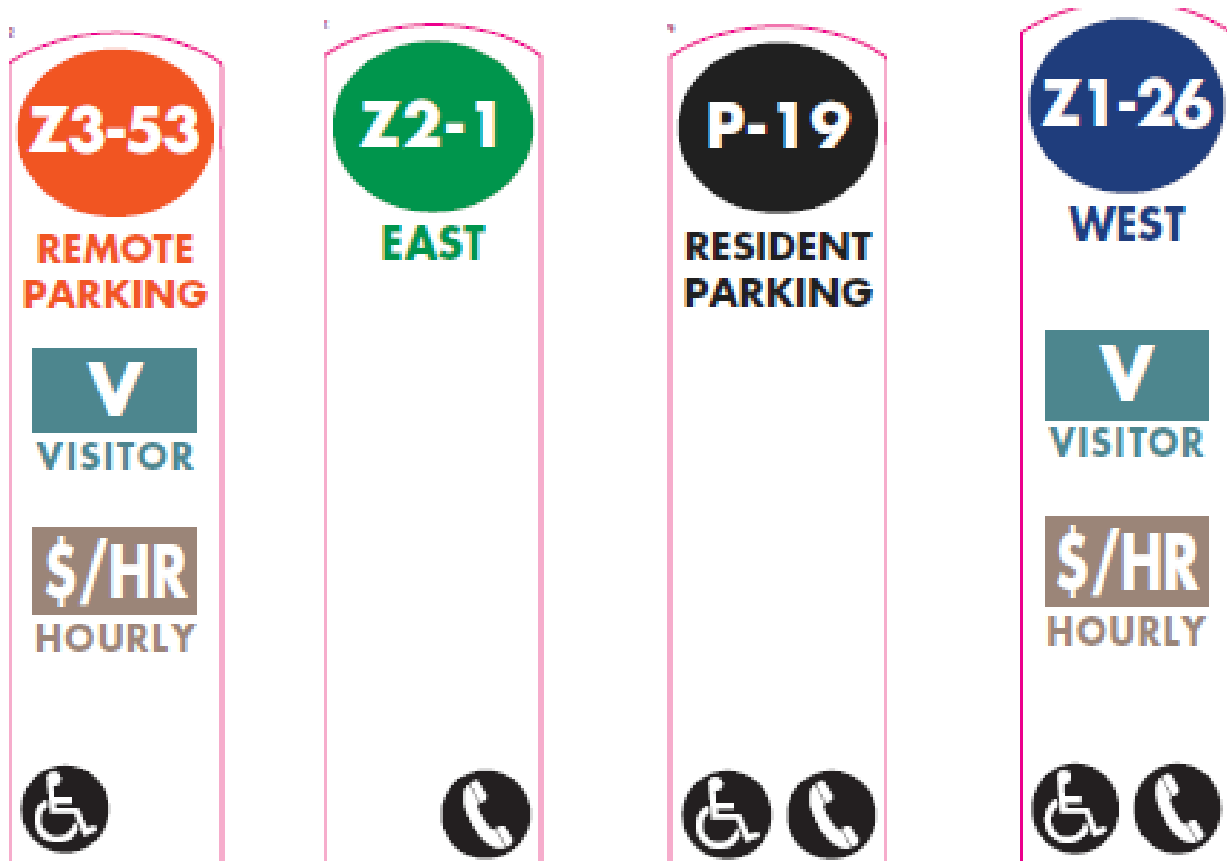 Z3-53
REMOTE
PARKING
V
VISITOR
$/HR
HOURLY
Z2-1
EAST
P-19
RESIDENT
PARKING
Z1-26
WEST
V
VISITOR
$/HR
HOURLY